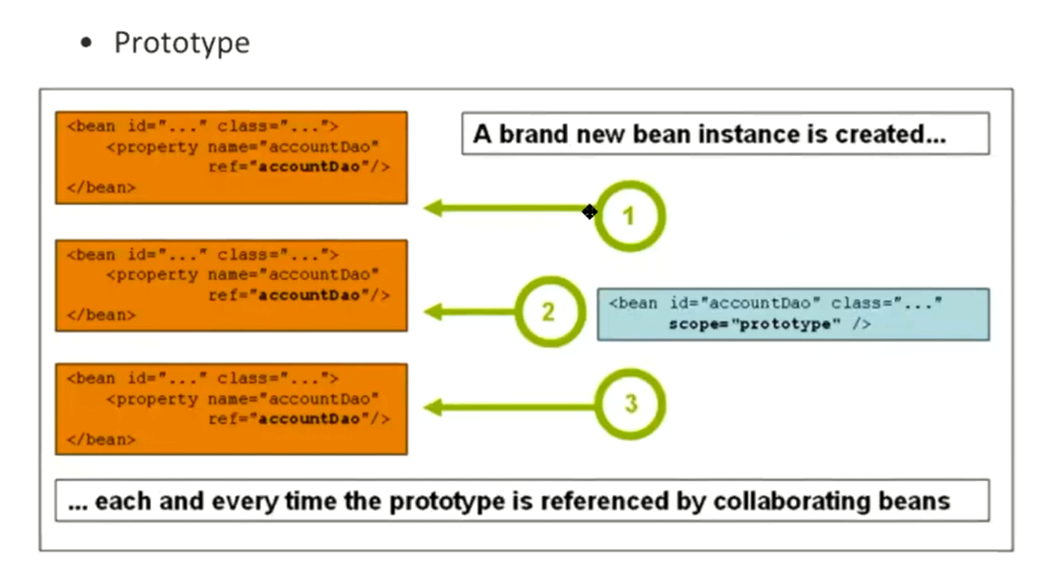 • Prototype
<bean id="..." class="...">
<property name="accountDao"
ref="accountDao"/>
</bean>
A brand new bean instance is created...
1
<bean id="..." class="...">
<property name="accountDao"
ref="accountDao"/>
</bean>
2
<bean id="accountDao" class="..."
scope="prototype" />
<bean id="..." class="...">
<property name="accountDao"
ref="accountDao"/>
</bean>
3
... each and every time the prototype is referenced by collaborating beans